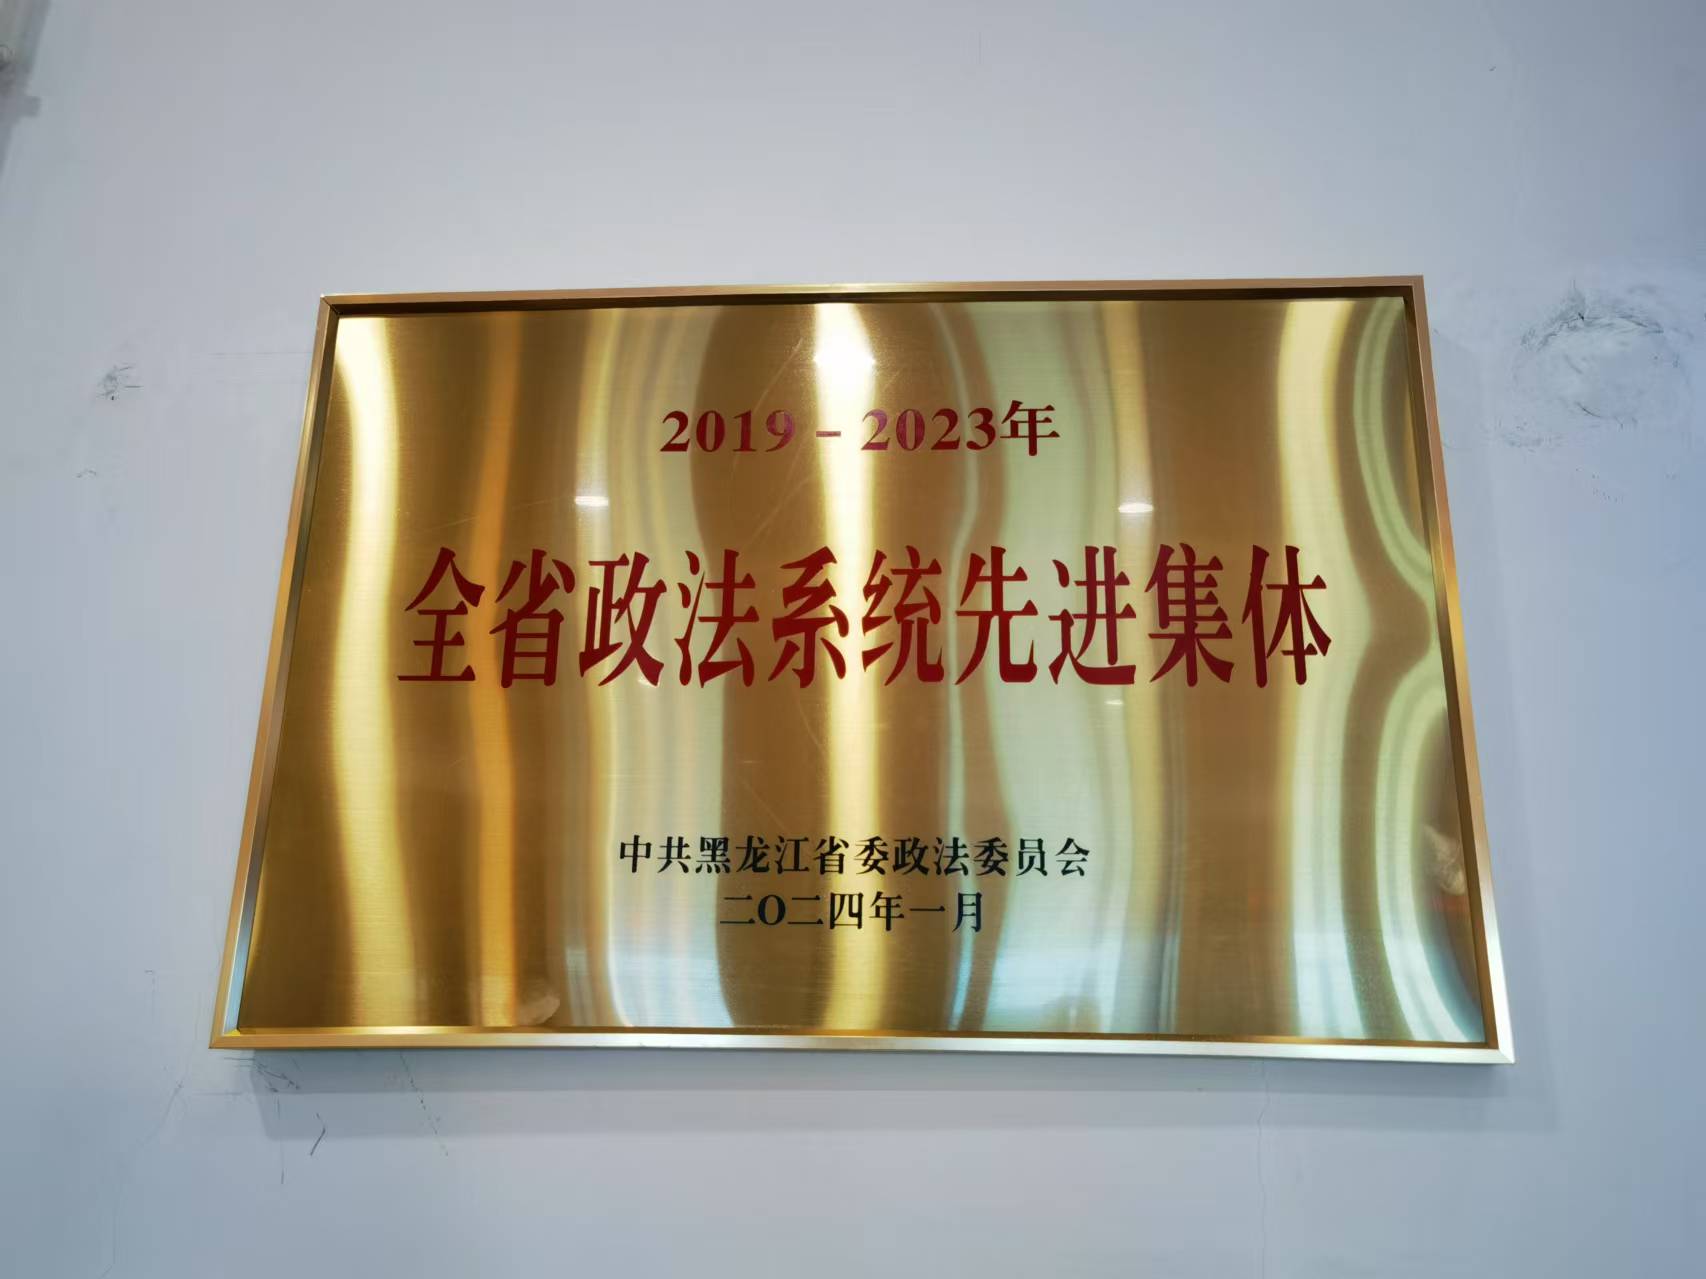 2019-2023年
全省政法系统先进集体
中共黑龙江省委政法委员会
二〇二四年一月